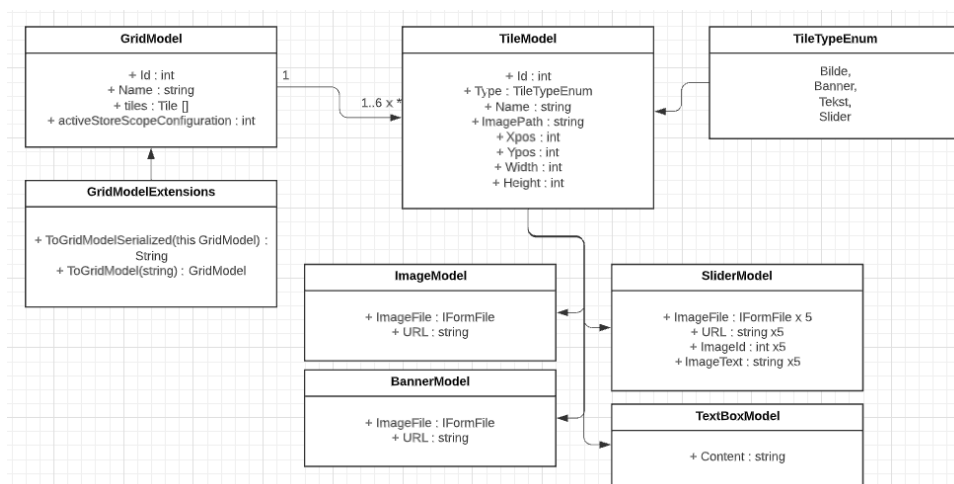 GridModel
+ Id : int
+ Name : string
+ tiles : Tile []
+ activeStoreScopeConfiguration : int
1
1..6 x *
TileModel
+ Id : int
+ Type : TileTypeEnum
+ Name : string
+ ImagePath : string
+ Xpos : int
+ Ypos : int
+ Width : int
+ Height : int
TileTypeEnum
Bilde,
Banner,
Tekst,
Slider
GridModelExtensions
+ ToGridModelSerialized(this GridModel) :
String
+ ToGridModel(string) : GridModel
ImageModel
+ ImageFile : IFormFile
+ URL : string
SliderModel
+ ImageFile : IFormFile x 5
+ URL : string x5
+ ImageId : int x5
+ ImageText : string x5
BannerModel
+ ImageFile : IFormFile
+ URL : string
TextBoxModel
+ Content : string